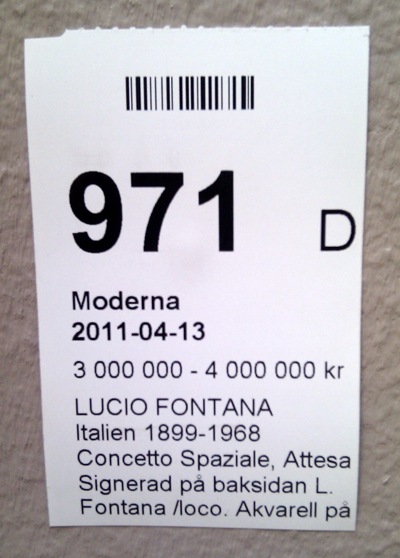 971 D
Moderna
2011-04-13
3 000 000 - 4 000 000 kr
LUCIO FONTANA
Italien 1899-1968
Concetto Spaziale, Attesa
Signerad på baksidan L.
Fontana /loco. Akvarell på